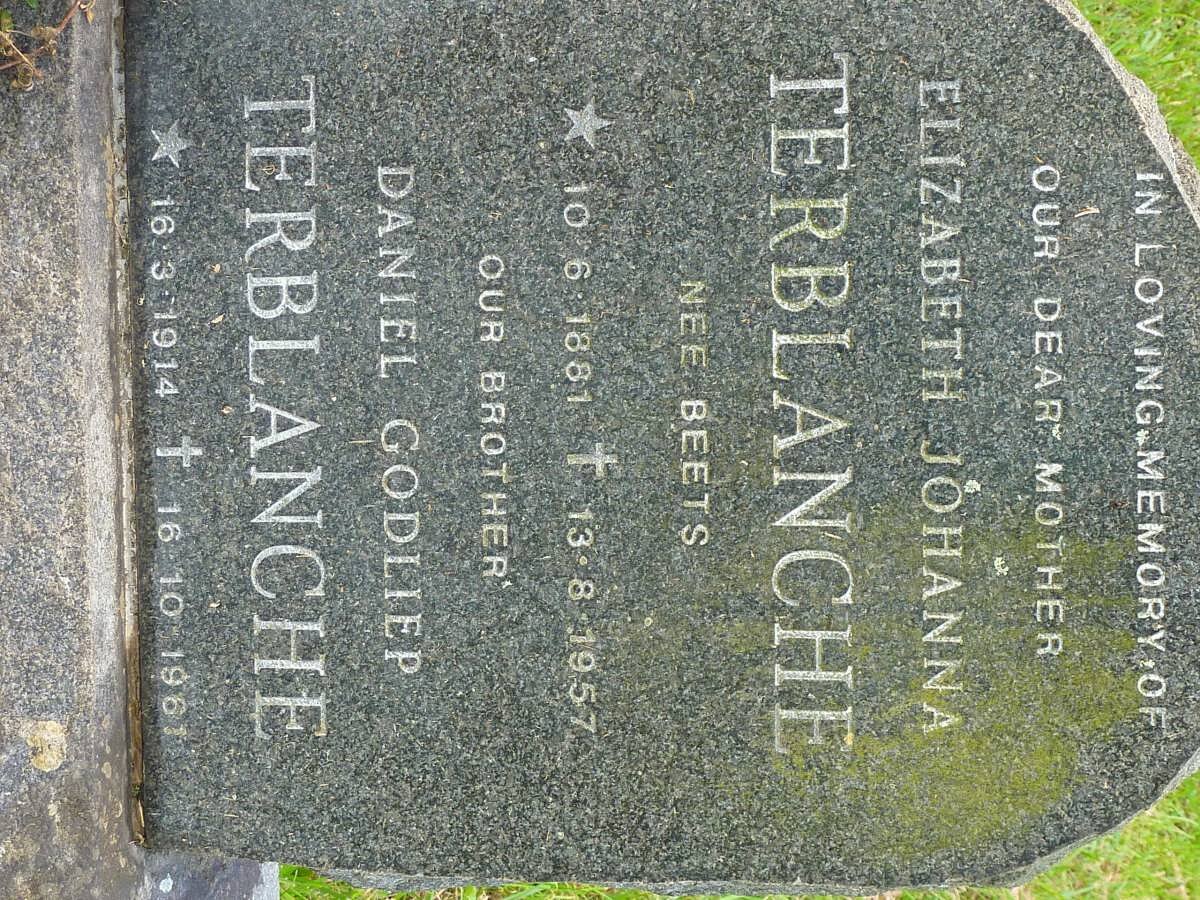 IN LOVING MEMORY OF
OUR DEAR MOTHER
ELIZABETH JOHANNA
TERBLANCHE
NEE BEETS
★ 10·6·1881 ✝ 13·8·1957
OUR BROTHER
DANIEL GODLIEP
TERBLANCHE
★ 16·3·1914 ✝ 16·10·1961